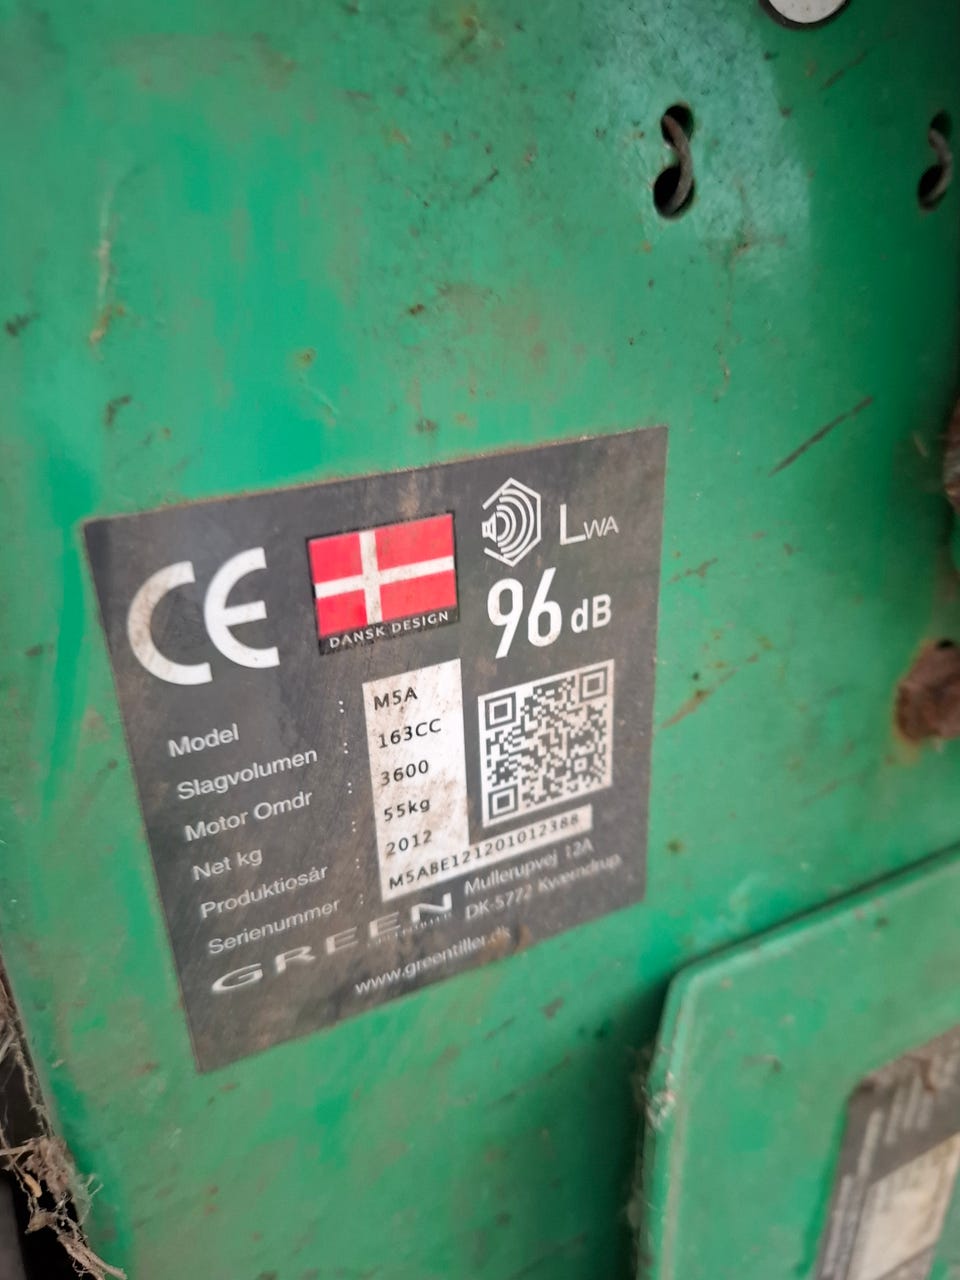 CE
DANSK DESIGN
LWA
96 dB
Model : M5A
Slagvolumen : 163CC
Motor Omdr : 3600
Net kg : 55kg
Produktiosår : 2012
Serienummer : M5ABE121201012388
GREEN
Mullerupvej 12A
DK-5772 Kværndrup
www.greentiller.dk